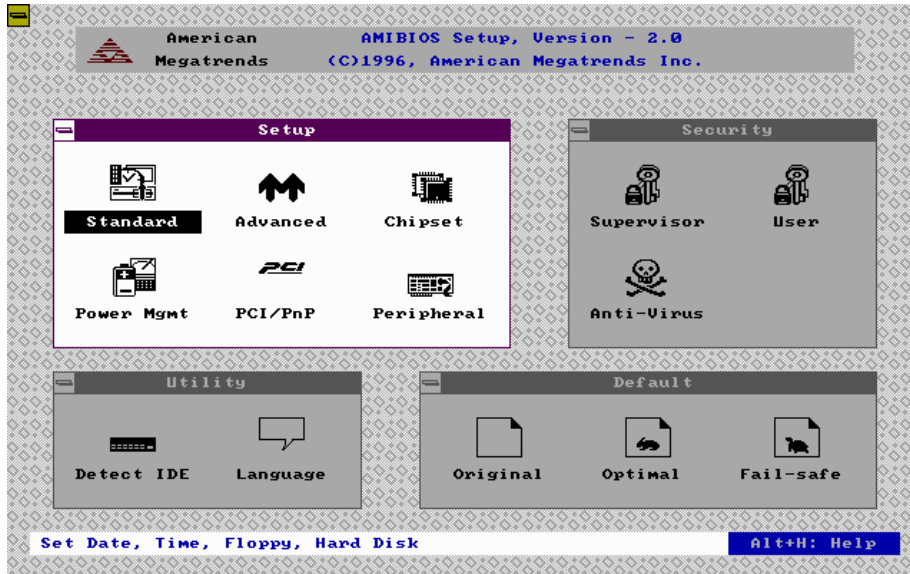 American AMIBIOS Setup, Version - 2.0
Megatrends (C)1996, American Megatrends Inc.
Setup
Standard Advanced Chipset
PCI
Power Mgmt PCI/PnP Peripheral
Security
Supervisor User
Anti-Virus
Utility
Detect IDE Language
Default
Original Optimal Fail-safe
Set Date, Time, Floppy, Hard Disk Alt+H: Help